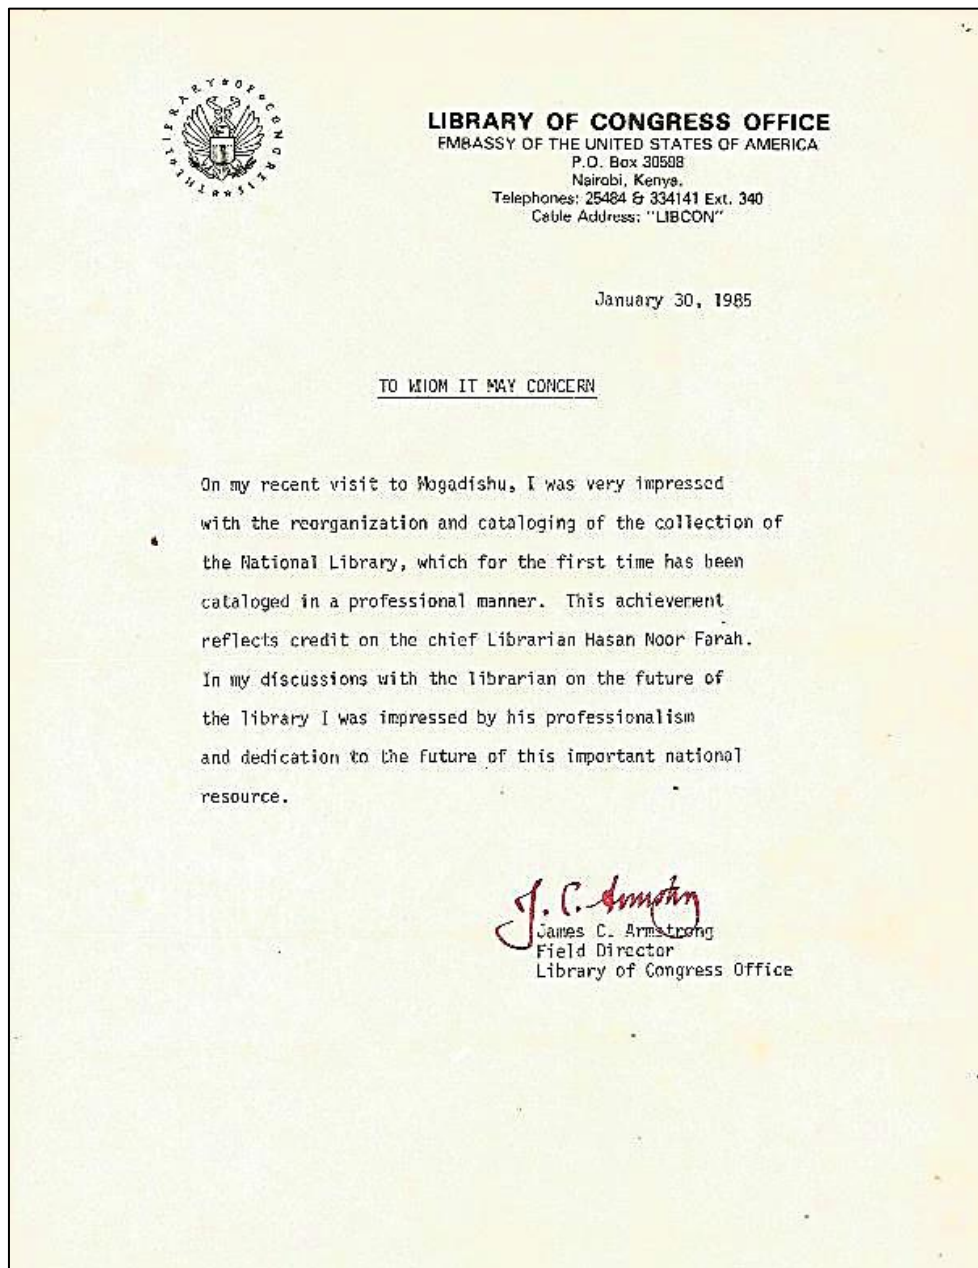 THE LIBRARY OF CONGRESS
LIBRARY OF CONGRESS OFFICE
EMBASSY OF THE UNITED STATES OF AMERICA
P.O. Box 30598
Nairobi, Kenya.
Telephones: 25484 & 334141 Ext. 340
Cable Address: "LIBCON"
January 30, 1985
TO WHOM IT MAY CONCERN
On my recent visit to Mogadishu, I was very impressed
with the reorganization and cataloging of the collection of
the National Library, which for the first time has been
cataloged in a professional manner. This achievement
reflects credit on the chief Librarian Hasan Noor Farah.
In my discussions with the librarian on the future of
the library I was impressed by his professionalism
and dedication to the future of this important national
resource.
J. C. Armstrong
James C. Armstrong
Field Director
Library of Congress Office